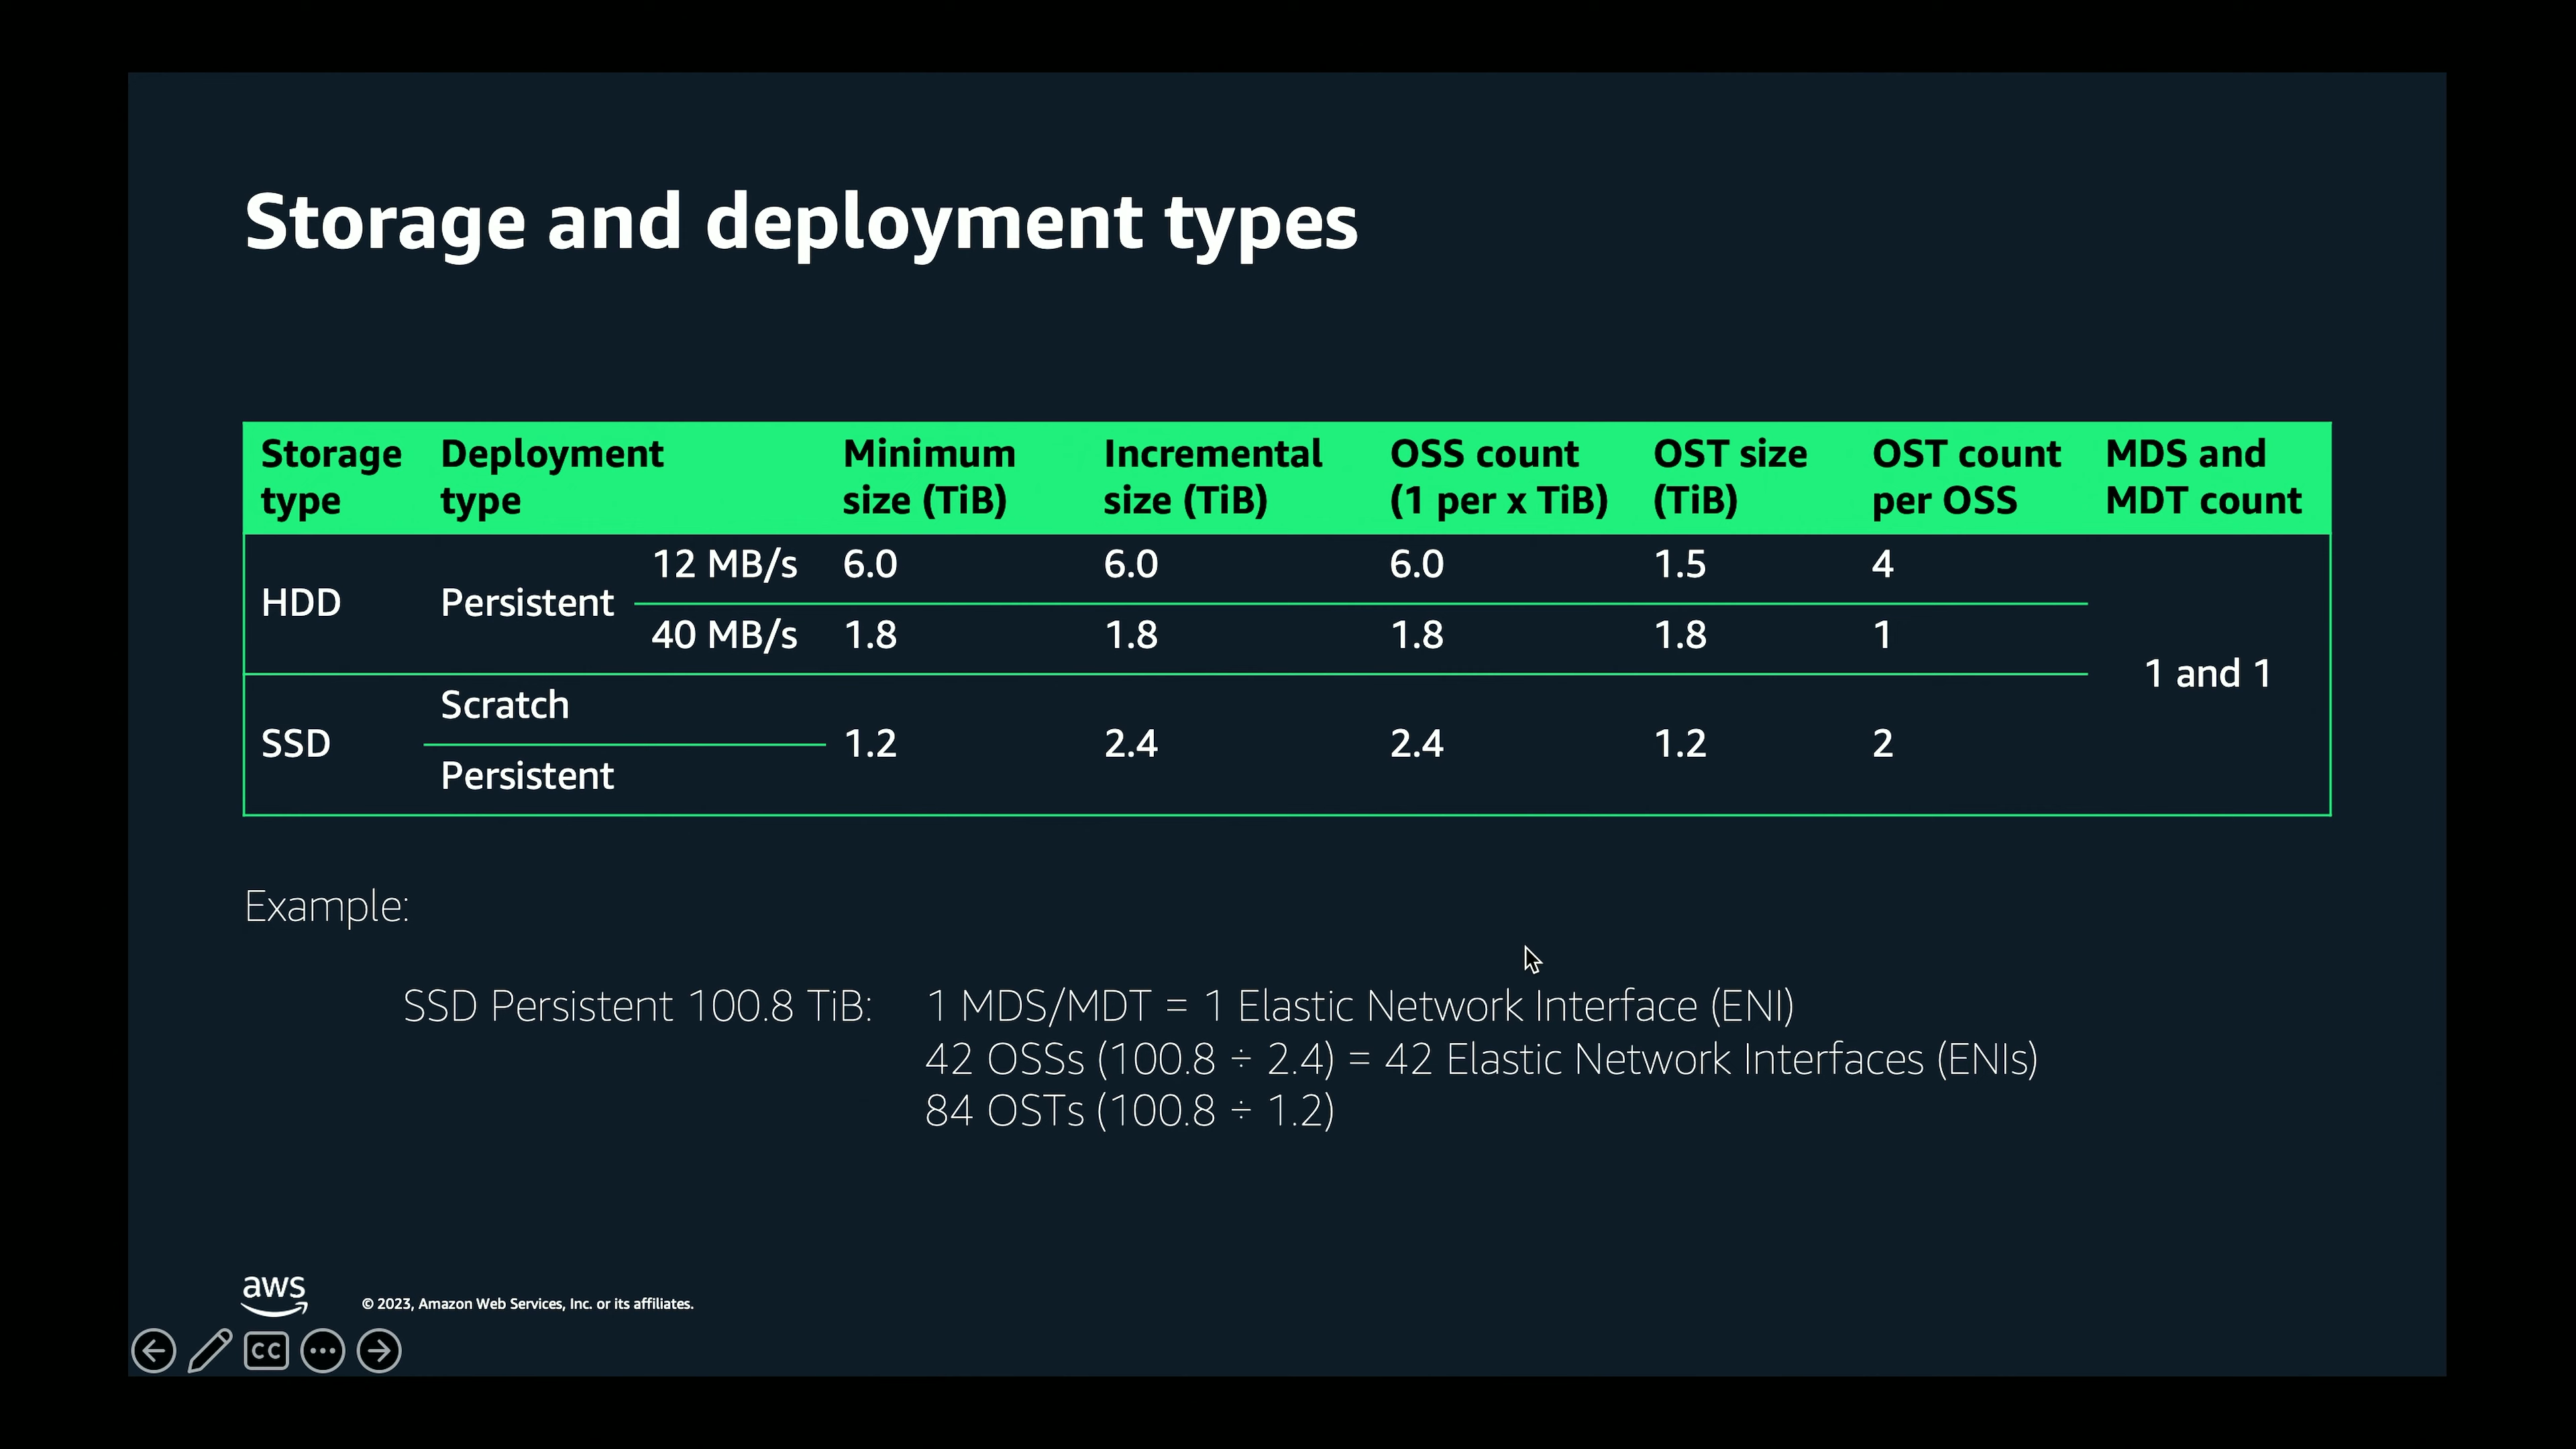 Storage and deployment types
Storage type Deployment type Minimum size (TiB) Incremental size (TiB) OSS count (1 per x TiB) OST size (TiB) OST count per OSS MDS and MDT count
HDD Persistent 12 MB/s 6.0 6.0 6.0 1.5 4
40 MB/s 1.8 1.8 1.8 1.8 1
1 and 1
SSD Scratch
Persistent
1.2 2.4 2.4 1.2 2
Example:
SSD Persistent 100.8 TiB: 1 MDS/MDT = 1 Elastic Network Interface (ENI)
42 OSSs (100.8 ÷ 2.4) = 42 Elastic Network Interfaces (ENIs)
84 OSTs (100.8 ÷ 1.2)
aws
© 2023, Amazon Web Services, Inc. or its affiliates.
CC